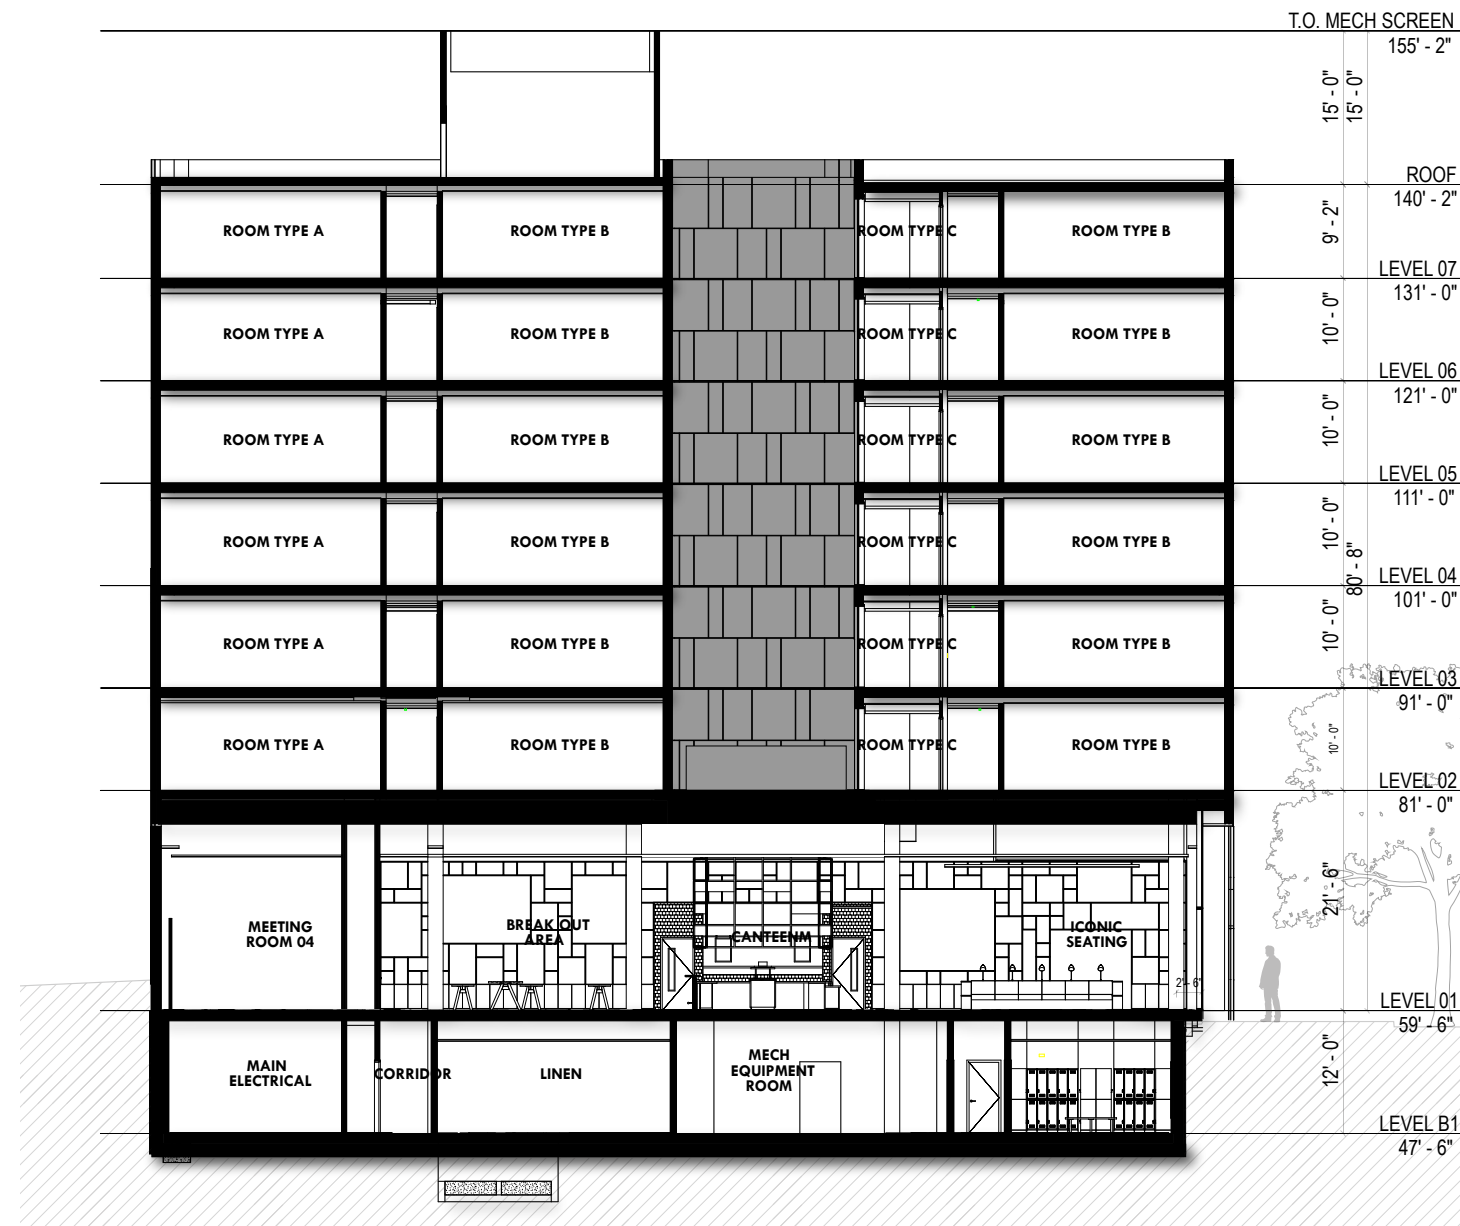 T.O. MECH SCREEN
155' - 2"
15' - 0"
15' - 0"
ROOF
140' - 2"
ROOM TYPE A
ROOM TYPE B
ROOM TYPE C
ROOM TYPE B
9' - 2"
LEVEL 07
131' - 0"
ROOM TYPE A
ROOM TYPE B
ROOM TYPE C
ROOM TYPE B
10' - 0"
LEVEL 06
121' - 0"
ROOM TYPE A
ROOM TYPE B
ROOM TYPE C
ROOM TYPE B
10' - 0"
LEVEL 05
111' - 0"
ROOM TYPE A
ROOM TYPE B
ROOM TYPE C
ROOM TYPE B
10' - 0"
80' - 8"
LEVEL 04
101' - 0"
ROOM TYPE A
ROOM TYPE B
ROOM TYPE C
ROOM TYPE B
10' - 0"
LEVEL 03
91' - 0"
ROOM TYPE A
ROOM TYPE B
ROOM TYPE C
ROOM TYPE B
10' - 0"
LEVEL 02
81' - 0"
MEETING
ROOM 04
BREAK OUT
AREA
CANTEENM
ICONIC
SEATING
21' - 6"
2' - 6"
LEVEL 01
59' - 6"
MAIN
ELECTRICAL
CORRIDOR
LINEN
MECH
EQUIPMENT
ROOM
12' - 0"
LEVEL B1
47' - 6"